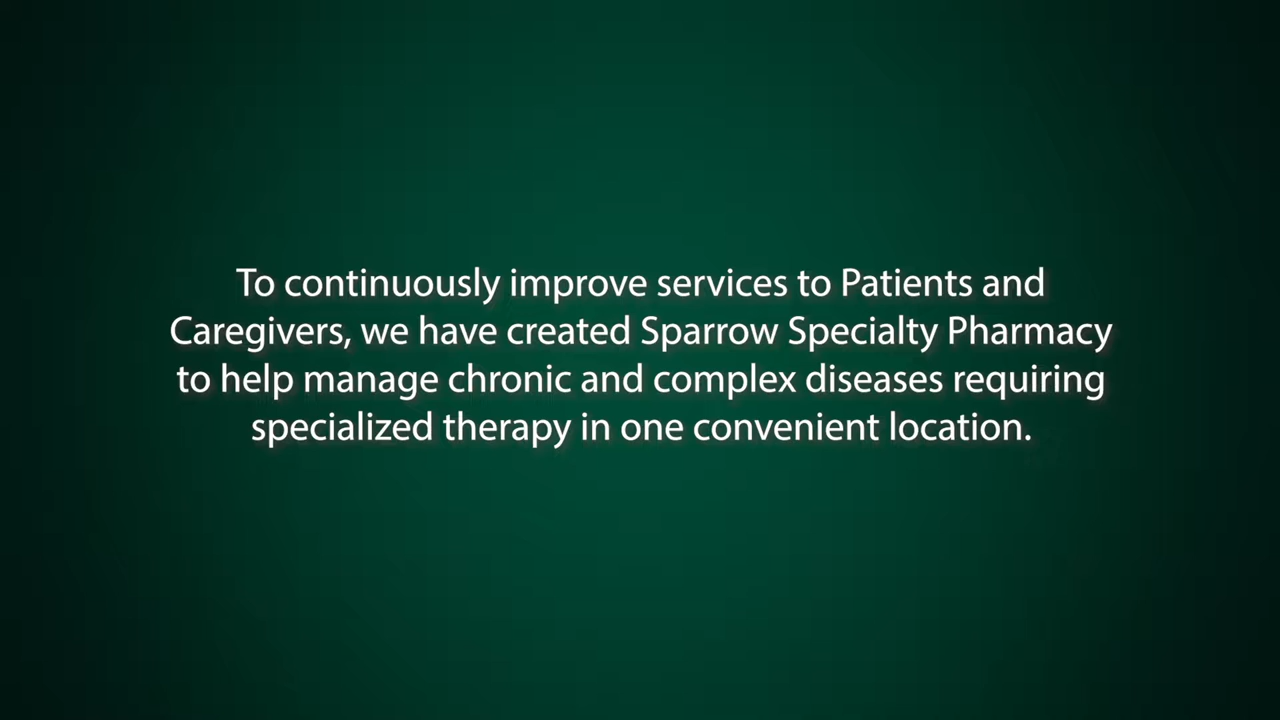 To continuously improve services to Patients and
Caregivers, we have created Sparrow Specialty Pharmacy
to help manage chronic and complex diseases requiring
specialized therapy in one convenient location.